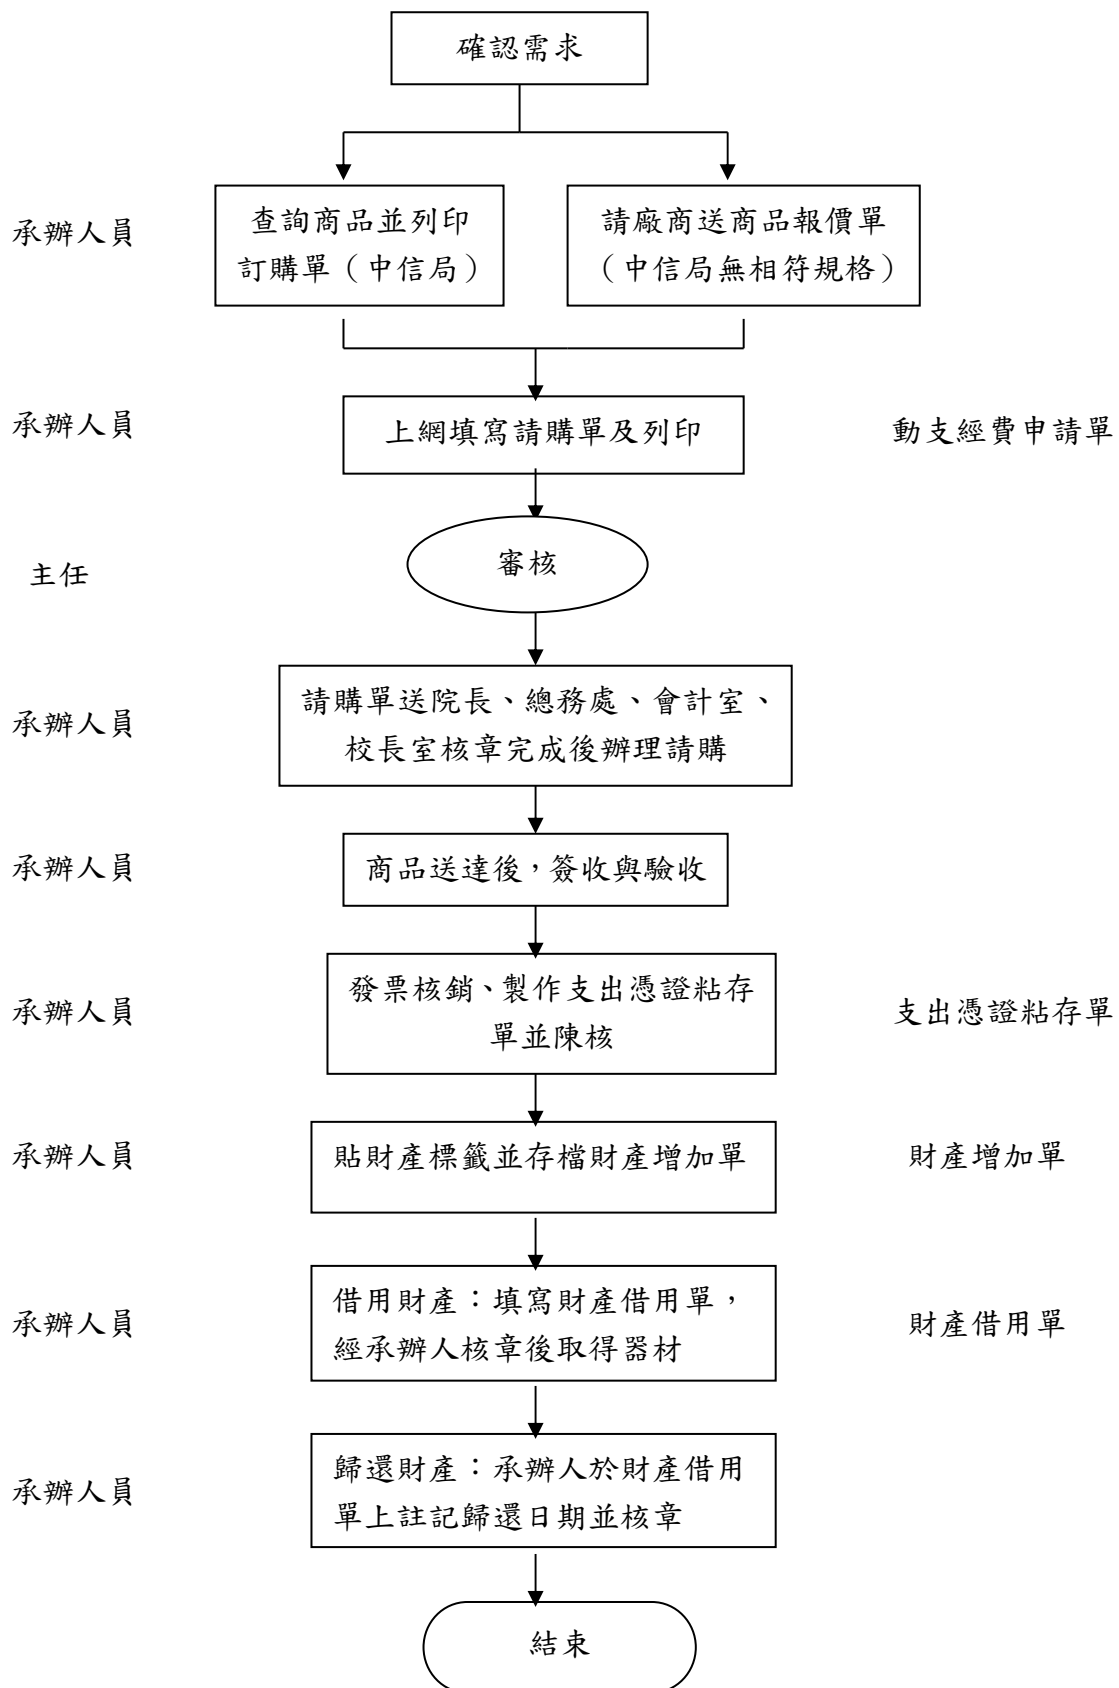 確認需求
承辦人員
查詢商品並列印
訂購單（中信局）
請廠商送商品報價單
（中信局無相符規格）
承辦人員
上網填寫請購單及列印
動支經費申請單
主任
審核
承辦人員
請購單送院長、總務處、會計室、
校長室核章完成後辦理請購
承辦人員
商品送達後，簽收與驗收
承辦人員
發票核銷、製作支出憑證粘存
單並陳核
支出憑證粘存單
承辦人員
貼財產標籤並存檔財產增加單
財產增加單
承辦人員
借用財產：填寫財產借用單，
經承辦人核章後取得器材
財產借用單
承辦人員
歸還財產：承辦人於財產借用
單上註記歸還日期並核章
結束